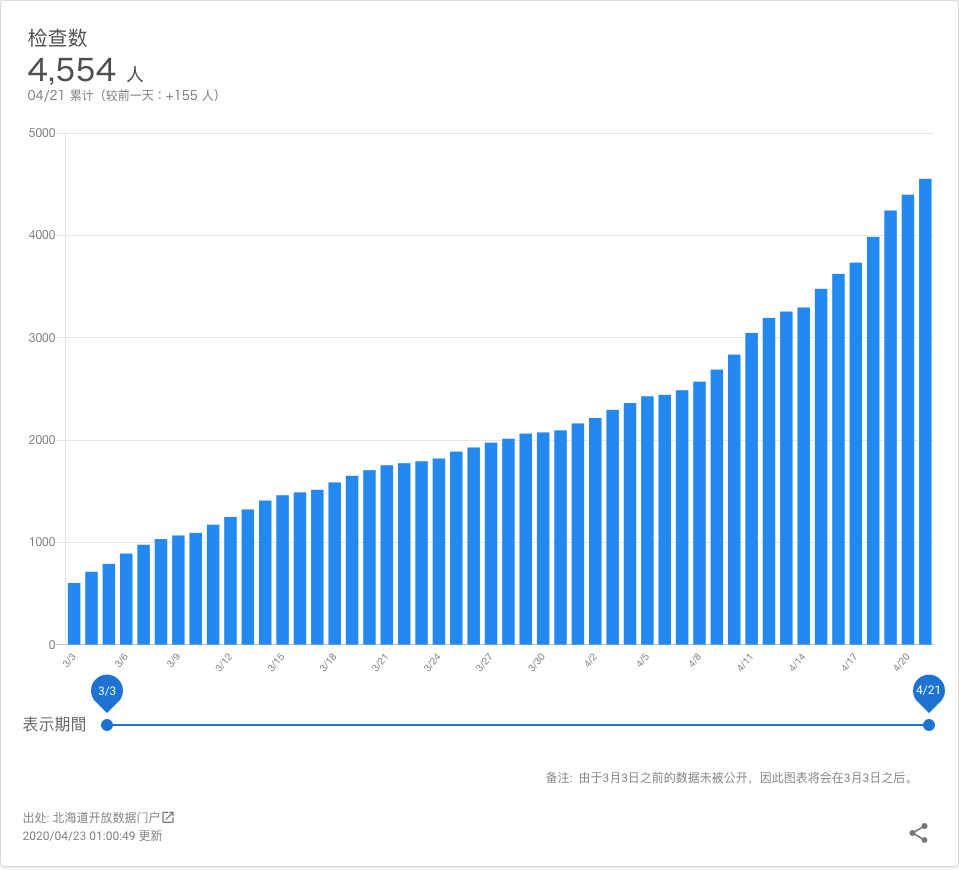 检查数
4,554 人
04/21 累计（较前一天：+155 人）
5000
4000
3000
2000
1000
0
3/3 3/6 3/9 3/12 3/15 3/18 3/21 3/24 3/27 3/30 4/2 4/5 4/8 4/11 4/14 4/17 4/20
3/3 4/21
表示期間
备注: 由于3月3日之前的数据未被公开，因此图表将会在3月3日之后。
出处: 北海道开放数据门户
2020/04/23 01:00:49 更新